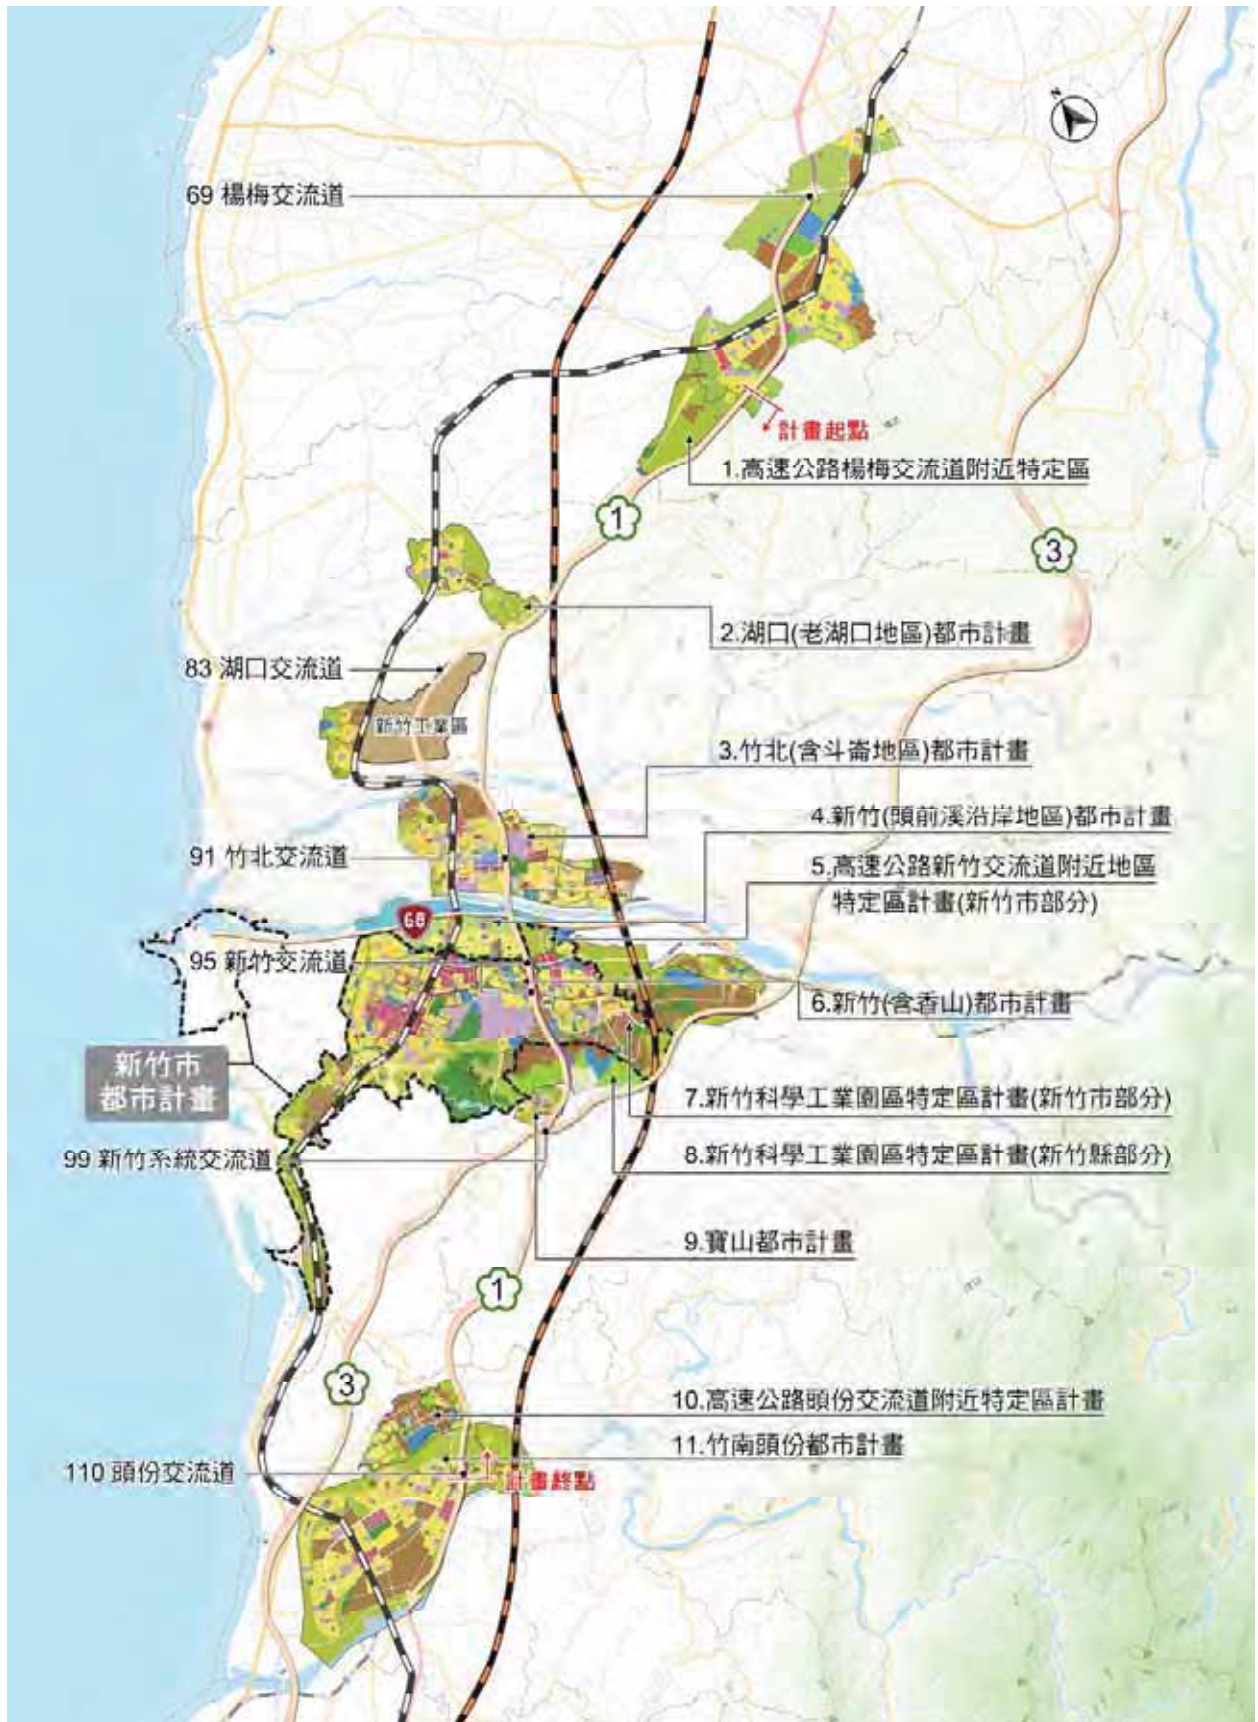 N
69 楊梅交流道
計畫起點
1.高速公路楊梅交流道附近特定區
1
3
2.湖口(老湖口地區)都市計畫
83 湖口交流道
新竹工業區
3.竹北(含斗崙地區)都市計畫
4.新竹(頭前溪沿岸地區)都市計畫
91 竹北交流道
5.高速公路新竹交流道附近地區
特定區計畫(新竹市部分)
68
95 新竹交流道
6.新竹(含香山)都市計畫
新竹市
都市計畫
7.新竹科學工業園區特定區計畫(新竹市部分)
99 新竹系統交流道
8.新竹科學工業園區特定區計畫(新竹縣部分)
9.寶山都市計畫
1
3
10.高速公路頭份交流道附近特定區計畫
11.竹南頭份都市計畫
110 頭份交流道
計畫終點